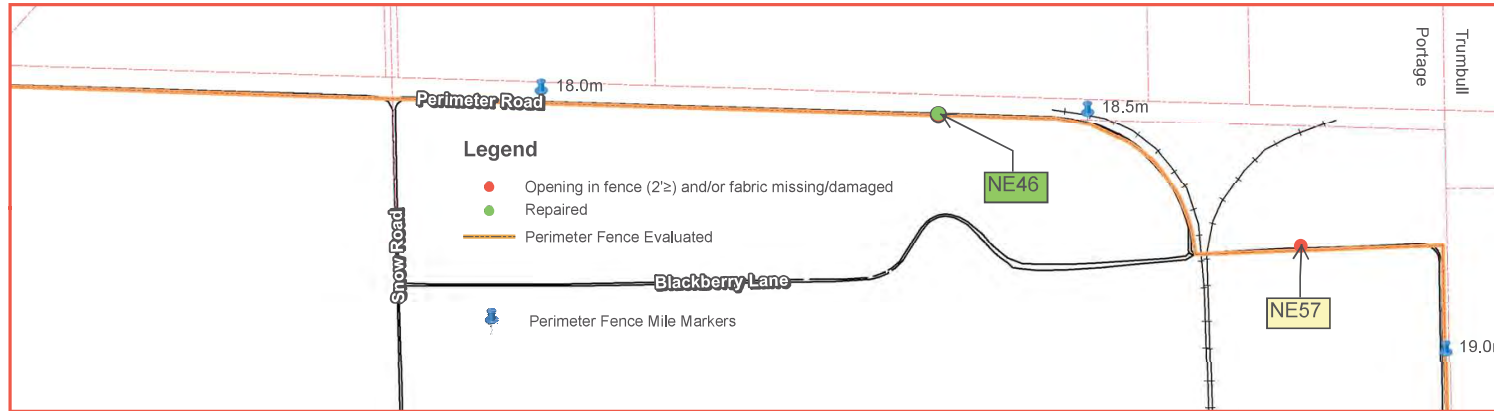 Trumbull
Portage
18.0m
Perimeter Road
18.5m
Legend
Opening in fence (2'≥) and/or fabric missing/damaged
Repaired
Perimeter Fence Evaluated
NE46
Snow Road
Blackberry Lane
NE57
Perimeter Fence Mile Markers
19.0m